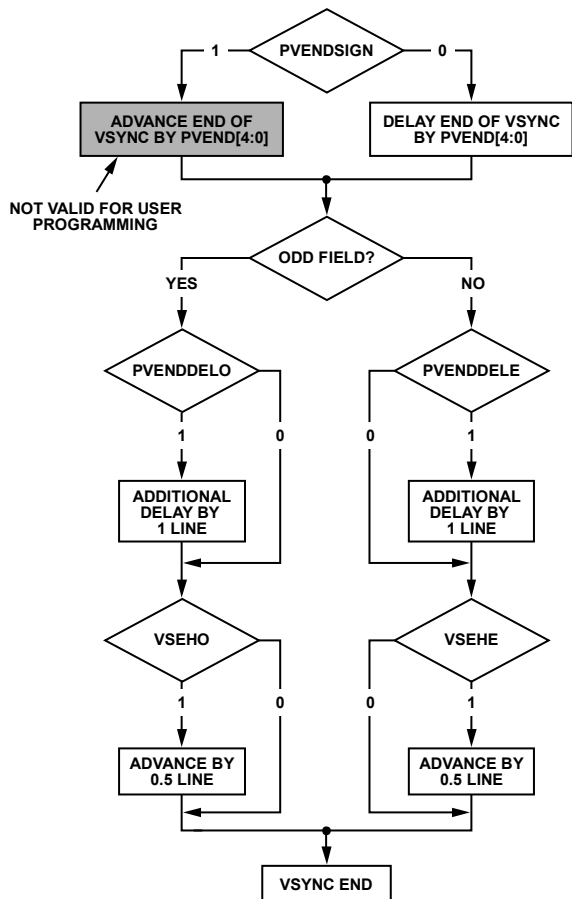 PVENDSIGN
1
0
ADVANCE END OF
VSYNC BY PVEND[4:0]
DELAY END OF VSYNC
BY PVEND[4:0]
NOT VALID FOR USER
PROGRAMMING
ODD FIELD?
YES
NO
PVENDDELO
PVENDDELE
1
0
0
1
ADDITIONAL
DELAY BY
1 LINE
ADDITIONAL
DELAY BY
1 LINE
VSEHO
VSEHE
1
0
0
1
ADVANCE BY
0.5 LINE
ADVANCE BY
0.5 LINE
VSYNC END